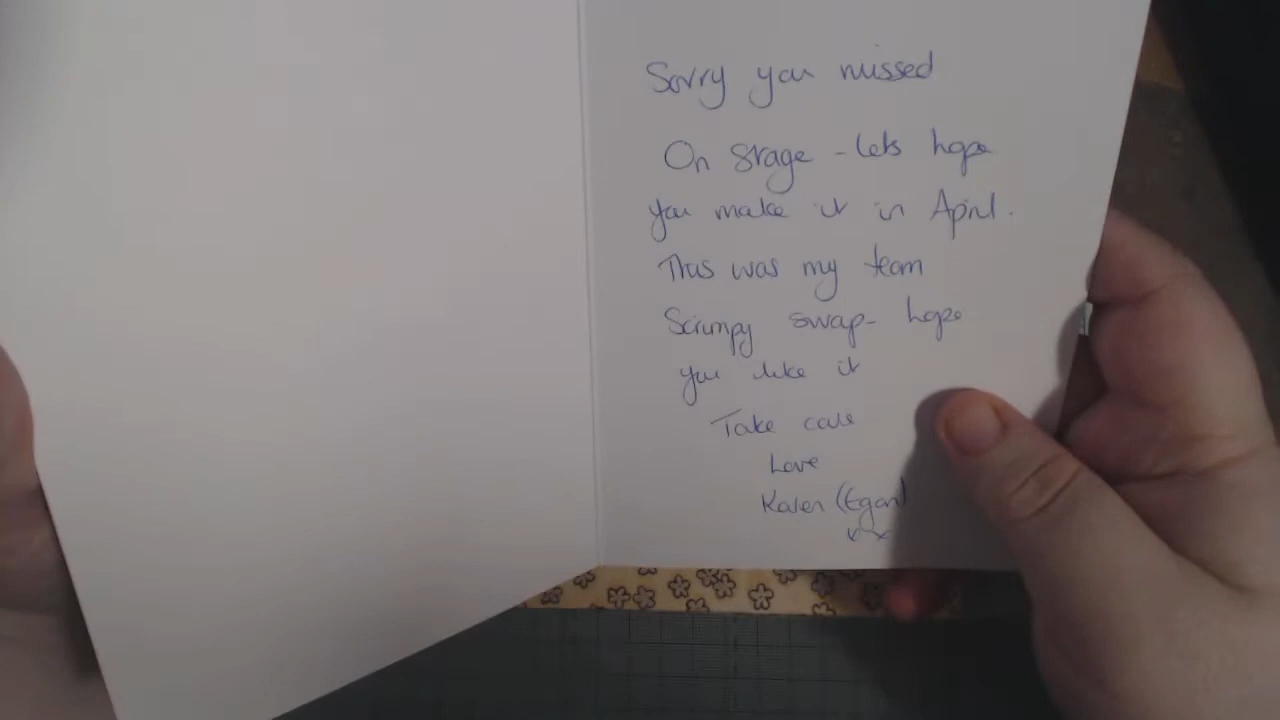 Sorry you missed
On Stage - lets hope
you make it in April.
This was my team
Scrumpy swap - hope
you like it
Take care
Love
Karen (Egan)
xx